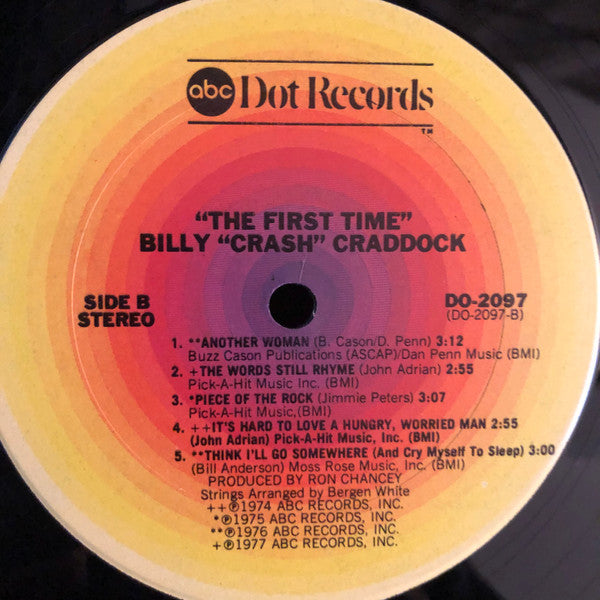 abc Dot Records
TM
"THE FIRST TIME"
BILLY "CRASH" CRADDOCK
SIDE B
STEREO
DO-2097
(DO-2097-B)
1. **ANOTHER WOMAN (B. Cason/D. Penn) 3:12
Buzz Cason Publications (ASCAP)/Dan Penn Music (BMI)
2. +THE WORDS STILL RHYME (John Adrian) 2:55
Pick-A-Hit Music Inc. (BMI)
3. *PIECE OF THE ROCK (Jimmie Peters) 3:07
Pick-A-Hit Music,(BMI)
4. ++IT'S HARD TO LOVE A HUNGRY, WORRIED MAN 2:55
(John Adrian) Pick-A-Hit Music, Inc. (BMI)
5. **THINK I'LL GO SOMEWHERE (And Cry Myself To Sleep) 3:00
(Bill Anderson) Moss Rose Music, Inc. (BMI)
PRODUCED BY RON CHANCEY
Strings Arranged by Bergen White
++℗1974 ABC RECORDS, INC.
*℗1975 ABC RECORDS, INC.
**℗1976 ABC RECORDS, INC.
+℗1977 ABC RECORDS, INC.